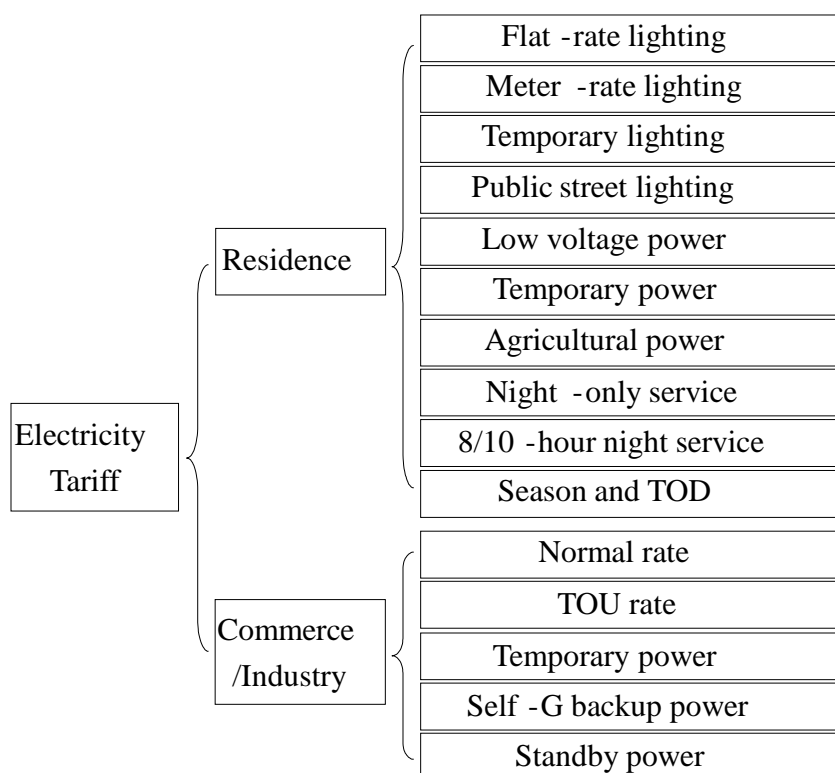 Electricity
Tariff
Residence
Flat -rate lighting
Meter -rate lighting
Temporary lighting
Public street lighting
Low voltage power
Temporary power
Agricultural power
Night -only service
8/10 -hour night service
Season and TOD
Commerce
/Industry
Normal rate
TOU rate
Temporary power
Self -G backup power
Standby power